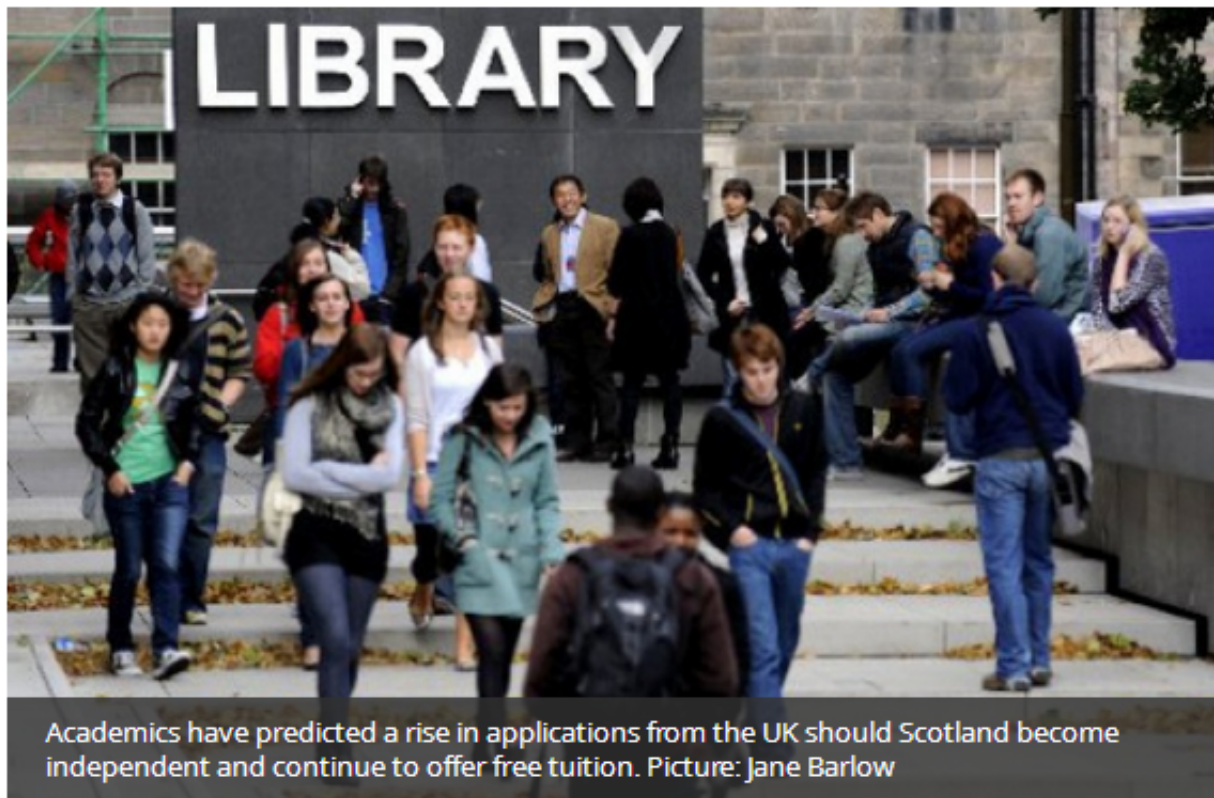 LIBRARY
Academics have predicted a rise in applications from the UK should Scotland become
independent and continue to offer free tuition. Picture: Jane Barlow